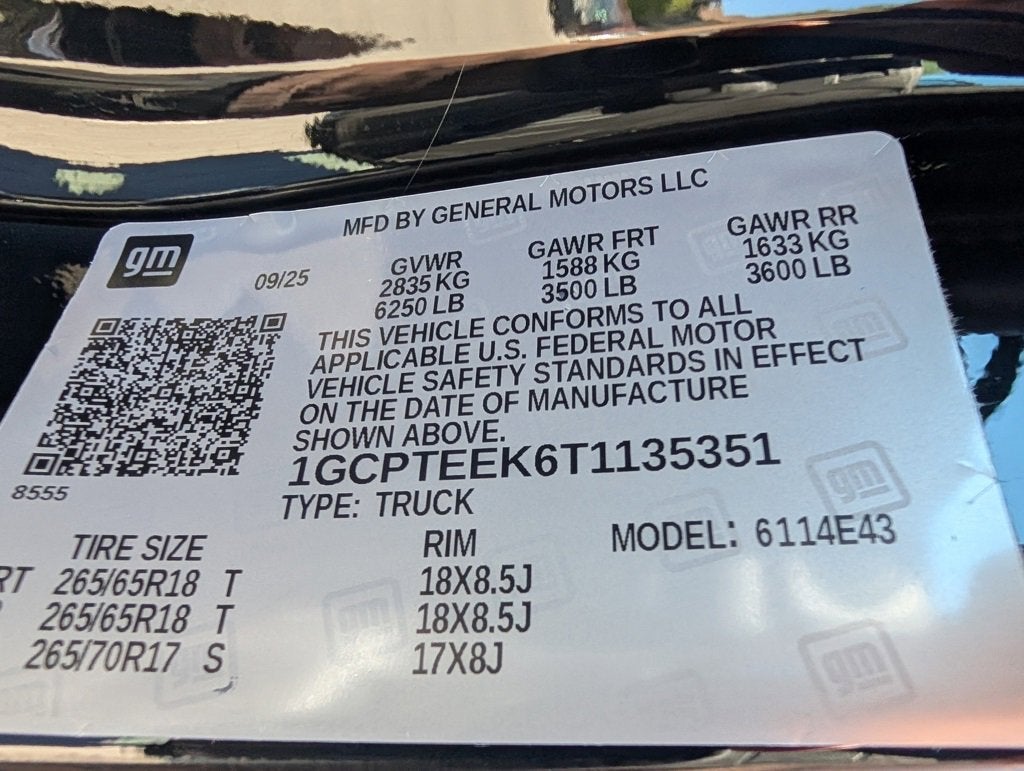 MFD BY GENERAL MOTORS LLC
gm
09/25
GVWR
2835 KG
6250 LB
GAWR FRT
1588 KG
3500 LB
GAWR RR
1633 KG
3600 LB
THIS VEHICLE CONFORMS TO ALL
APPLICABLE U.S. FEDERAL MOTOR
VEHICLE SAFETY STANDARDS IN EFFECT
ON THE DATE OF MANUFACTURE
SHOWN ABOVE.
8555
1GCPTEEK6T1135351
TYPE: TRUCK
MODEL: 6114E43
TIRE SIZE RIM
RT 265/65R18 T 18X8.5J
265/65R18 T 18X8.5J
265/70R17 S 17X8J